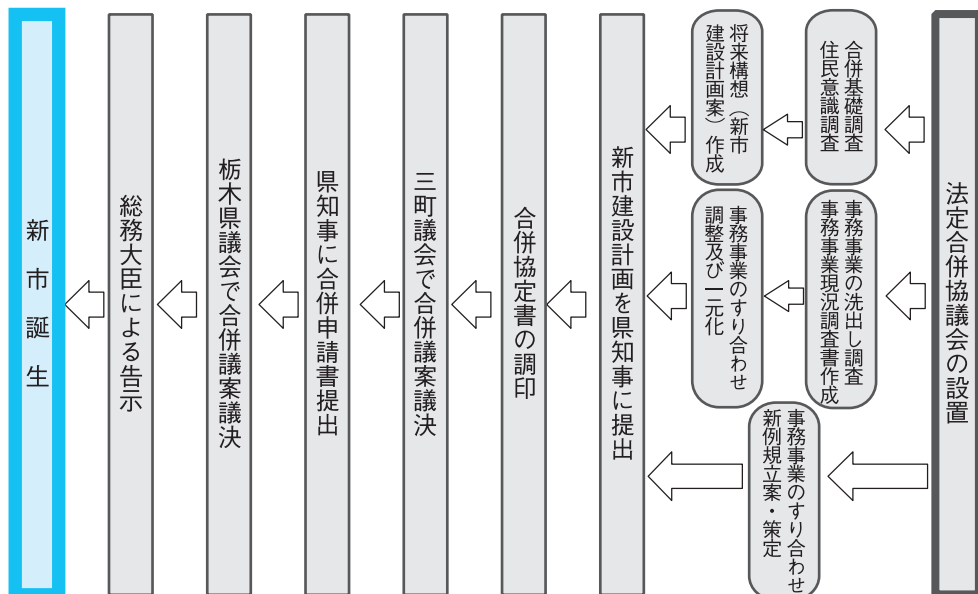 法定合併協議会の設置
合併基礎調査
住民意識調査
将来構想（新市
建設計画案）作成
事務事業の洗出し調査
事務事業現況調査書作成
事務事業のすり合わせ
調整及び一元化
事務事業のすり合わせ
新例規立案・策定
新市建設計画を県知事に提出
合併協定書の調印
三町議会で合併議案議決
県知事に合併申請書提出
栃木県議会で合併議案議決
総務大臣による告示
新市誕生